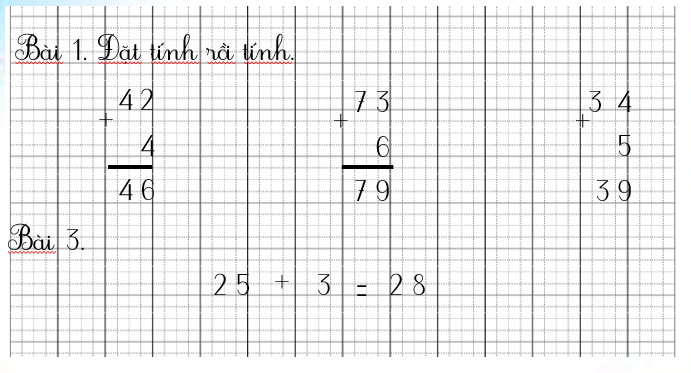 Bài 1. Đặt tính rồi tính.
42 73 34
+ + +
4 6 5
46 79 39
Bài 3.
25 + 3 = 28